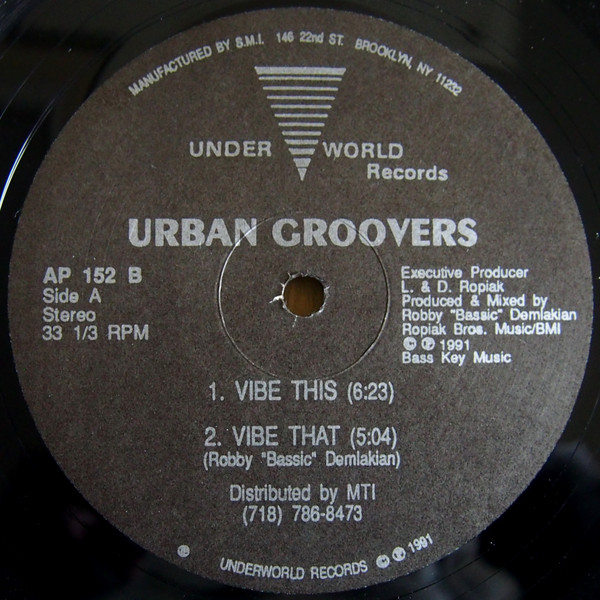 MANUFACTURED BY S.M.I. 146 22nd ST. BROOKLYN, NY 11232
UNDER WORLD
Records
URBAN GROOVERS
AP 152 B
Side A
Stereo
33 1/3 RPM
Executive Producer
L. & D. Ropiak
Produced & Mixed by
Robby "Bassic" Demlakian
Ropiak Bros. Music/BMI
© ℗ 1991
Bass Key Music
1. VIBE THIS (6:23)
2. VIBE THAT (5:04)
(Robby "Bassic" Demlakian)
Distributed by MTI
(718) 786-8473
℗ UNDERWORLD RECORDS © ℗ 1991